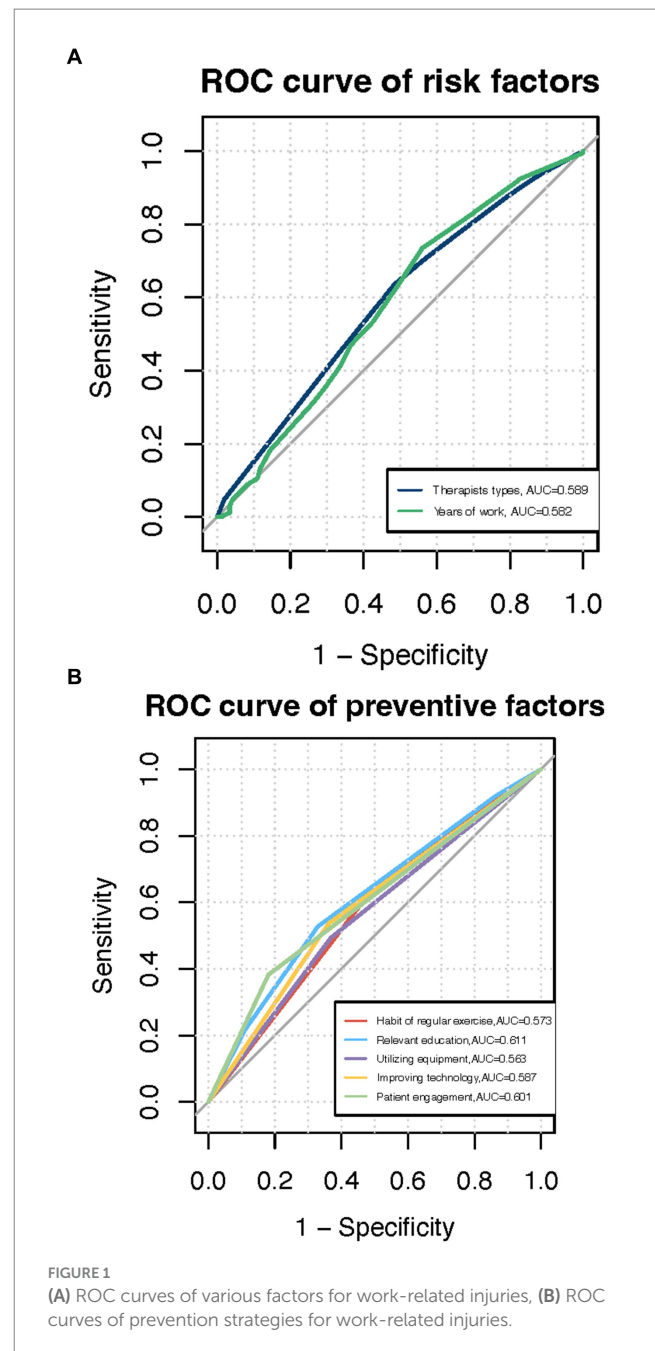 A
ROC curve of risk factors
Sensitivity
1.0
0.8
0.6
0.4
0.2
0.0
Therapists types, AUC=0.589
Years of work, AUC=0.582
0.0 0.2 0.4 0.6 0.8 1.0
1 – Specificity
B
ROC curve of preventive factors
Sensitivity
1.0
0.8
0.6
0.4
0.2
0.0
Habit of regular exercise,AUC=0.573
Relevant education,AUC=0.611
Utilizing equipment,AUC=0.563
Improving technology,AUC=0.587
Patient engagement,AUC=0.601
0.0 0.2 0.4 0.6 0.8 1.0
1 – Specificity
FIGURE 1
(A) ROC curves of various factors for work-related injuries, (B) ROC
curves of prevention strategies for work-related injuries.